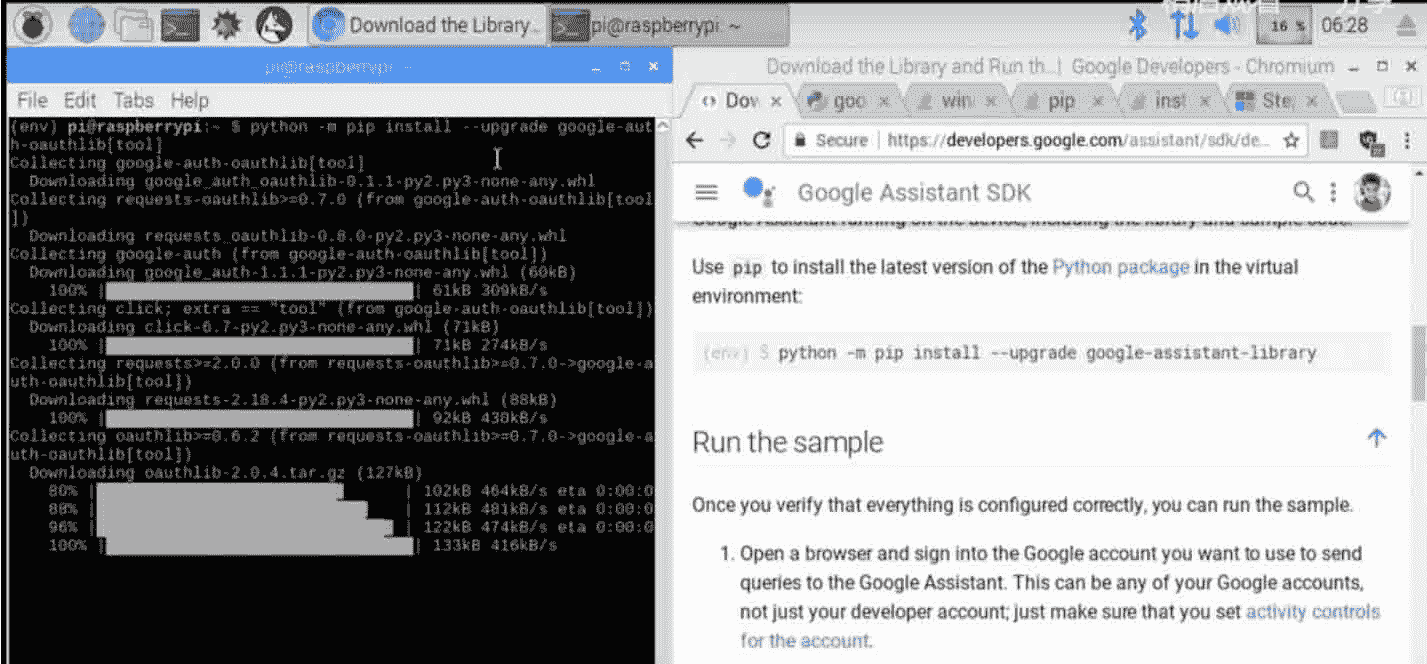 Download the Library.
pi@raspberrypi: ~
16 %
06:28
pi@raspberrypi: ~
File Edit Tabs Help
(env) pi@raspberrypi:~ $ python -m pip install --upgrade google-aut
h-oauthlib[tool]
Collecting google-auth-oauthlib[tool]
Downloading google_auth_oauthlib-0.1.1-py2.py3-none-any.whl
Collecting requests-oauthlib>=0.7.0 (from google-auth-oauthlib[tool
])
Downloading requests_oauthlib-0.8.0-py2.py3-none-any.whl
Collecting google-auth (from google-auth-oauthlib[tool])
Downloading google_auth-1.1.1-py2.py3-none-any.whl (60kB)
100% | | 61kB 309kB/s
Collecting click; extra == "tool" (from google-auth-oauthlib[tool])
Downloading click-6.7-py2.py3-none-any.whl (71kB)
100% | | 71kB 274kB/s
Collecting requests>=2.0.0 (from requests-oauthlib>=0.7.0->google-a
uth-oauthlib[tool])
Downloading requests-2.18.4-py2.py3-none-any.whl (88kB)
100% | | 92kB 430kB/s
Collecting oauthlib>=0.6.2 (from requests-oauthlib>=0.7.0->google-a
uth-oauthlib[tool])
Downloading oauthlib-2.0.4.tar.gz (127kB)
80% | | 102kB 464kB/s eta 0:00:0
88% | | 112kB 481kB/s eta 0:00:0
96% | | 122kB 474kB/s eta 0:00:0
100% | | 133kB 416kB/s
Download the Library and Run th...| Google Developers - Chromium
Dov goo win pip inst Ste
Secure https://developers.google.com/assistant/sdk/de...
Google Assistant SDK
Google Assistant running on the device, including the library and sample code.
Use pip to install the latest version of the Python package in the virtual
environment:
(env) $ python -m pip install --upgrade google-assistant-library
Run the sample
Once you verify that everything is configured correctly, you can run the sample.
1. Open a browser and sign into the Google account you want to use to send
queries to the Google Assistant. This can be any of your Google accounts,
not just your developer account; just make sure that you set activity controls
for the account.